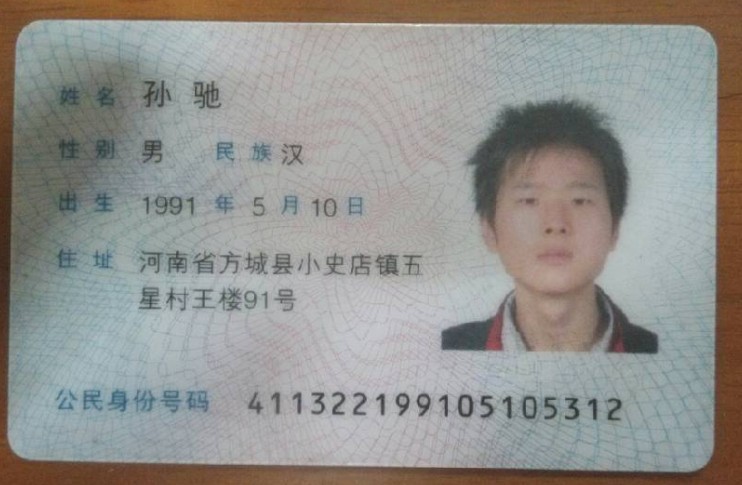 姓名 孙驰
性别 男 民族 汉
出生 1991 年 5 月 10 日
住址 河南省方城县小史店镇五
星村王楼91号
公民身份号码 411322199105105312